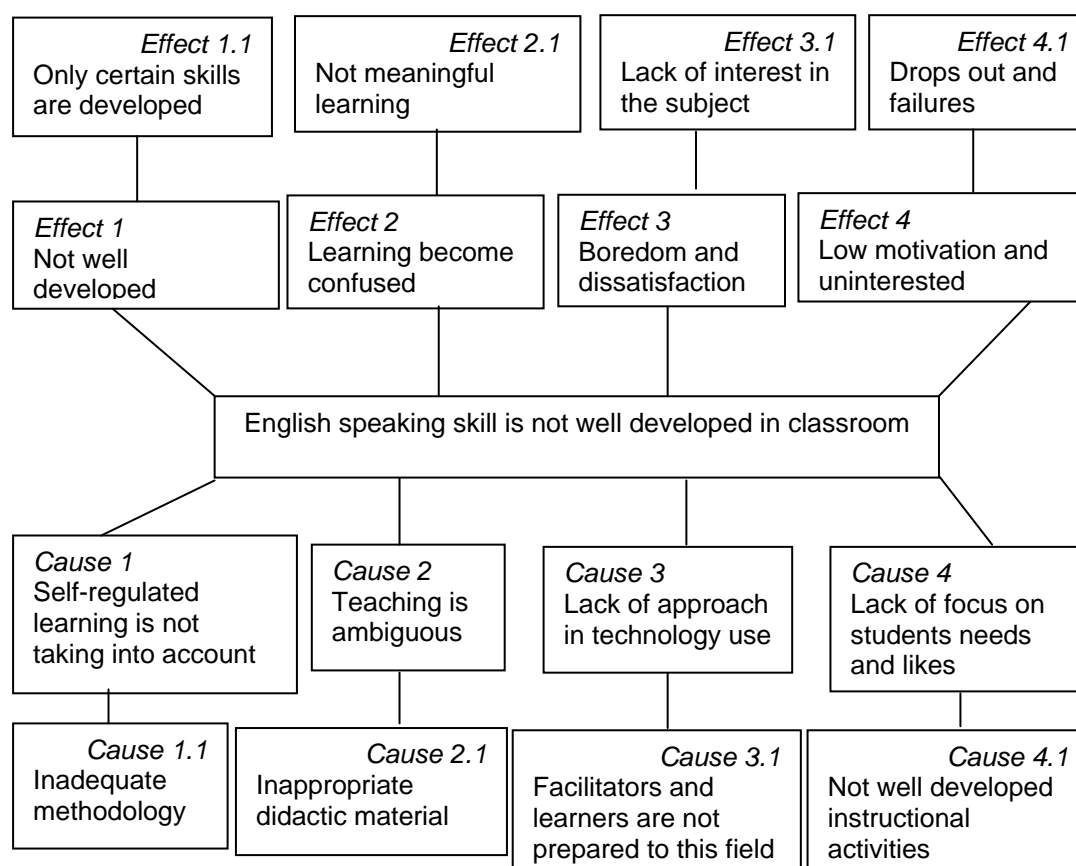 Effect 1.1
Only certain skills
are developed
Effect 2.1
Not meaningful
learning
Effect 3.1
Lack of interest in
the subject
Effect 4.1
Drops out and
failures
Effect 1
Not well
developed
Effect 2
Learning become
confused
Effect 3
Boredom and
dissatisfaction
Effect 4
Low motivation and
uninterested
English speaking skill is not well developed in classroom
Cause 1
Self-regulated
learning is not
taking into account
Cause 2
Teaching is
ambiguous
Cause 3
Lack of approach
in technology use
Cause 4
Lack of focus on
students needs
and likes
Cause 1.1
Inadequate
methodology
Cause 2.1
Inappropriate
didactic material
Cause 3.1
Facilitators and
learners are not
prepared to this field
Cause 4.1
Not well developed
instructional
activities